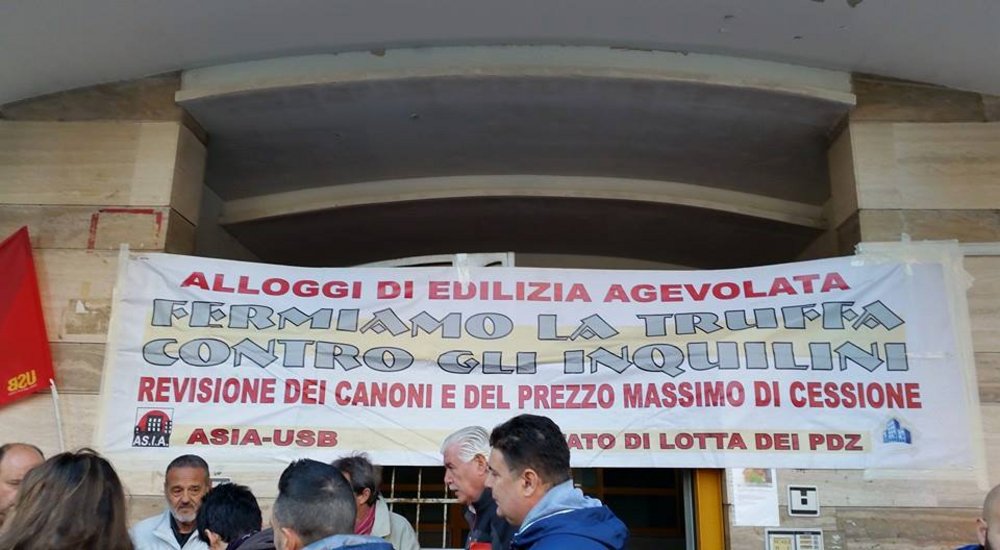 ALLOGGI DI EDILIZIA AGEVOLATA
FERMIAMO LA TRUFFA
CONTRO GLI INQUILINI
REVISIONE DEI CANONI E DEL PREZZO MASSIMO DI CESSIONE
AS.I.A.
ASIA-USB
ATO DI LOTTA DEI PDZ
USB